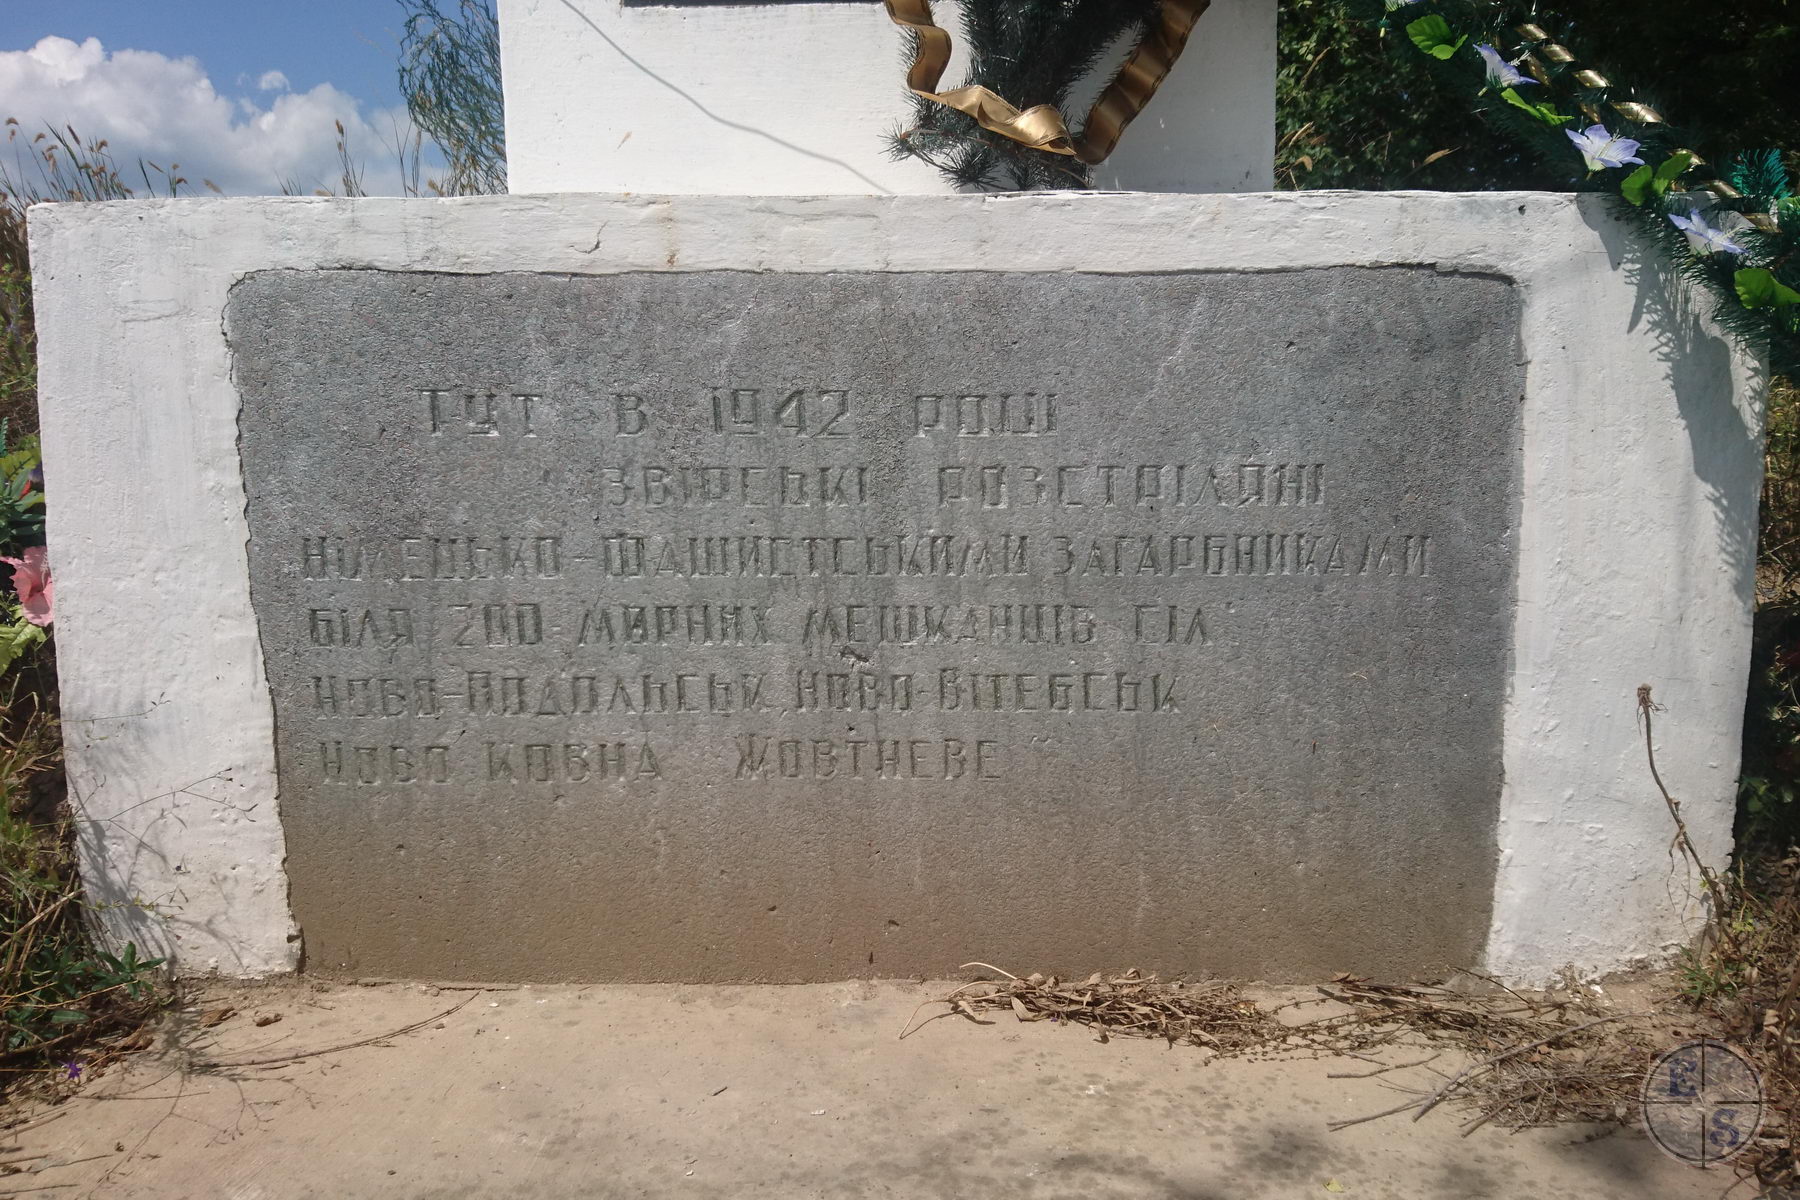 ТУТ В 1942 РОЦІ
ЗВІРСЬКІ РОЗСТРІЛЯНІ
НІМЕЦЬКО-ФАШИСТСЬКИМИ ЗАГАРБНИКАМИ
БІЛЯ 200 МИРНИХ МЕШКАНЦІВ СІЛ
НОВО-ПОДОЛЬСЬК, НОВО-ВІТЕБСЬК
НОВО КОВНА ЖОВТНЕВЕ
E
S